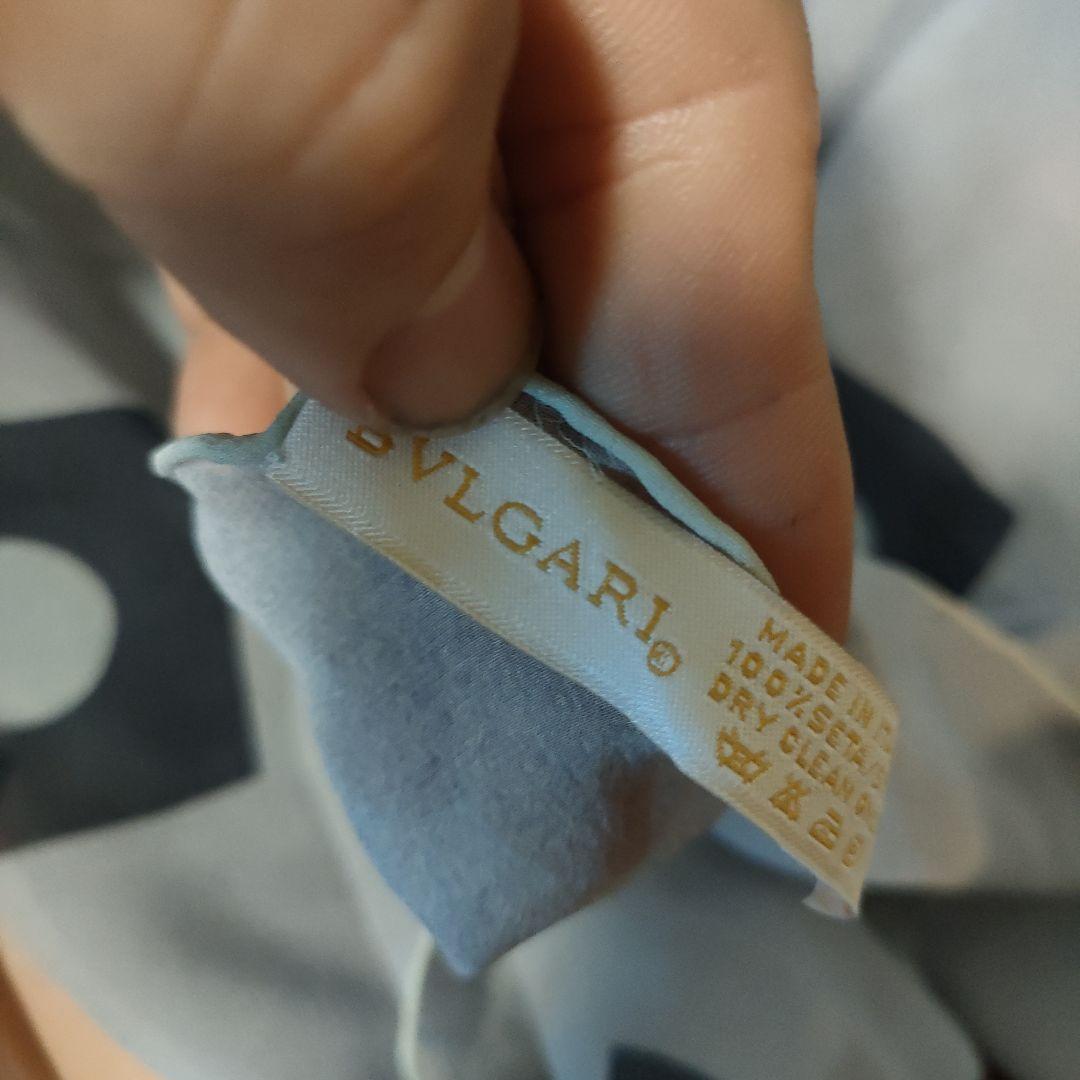 BVLGARI®
MADE IN
100%SETA/
DRY CLEAN